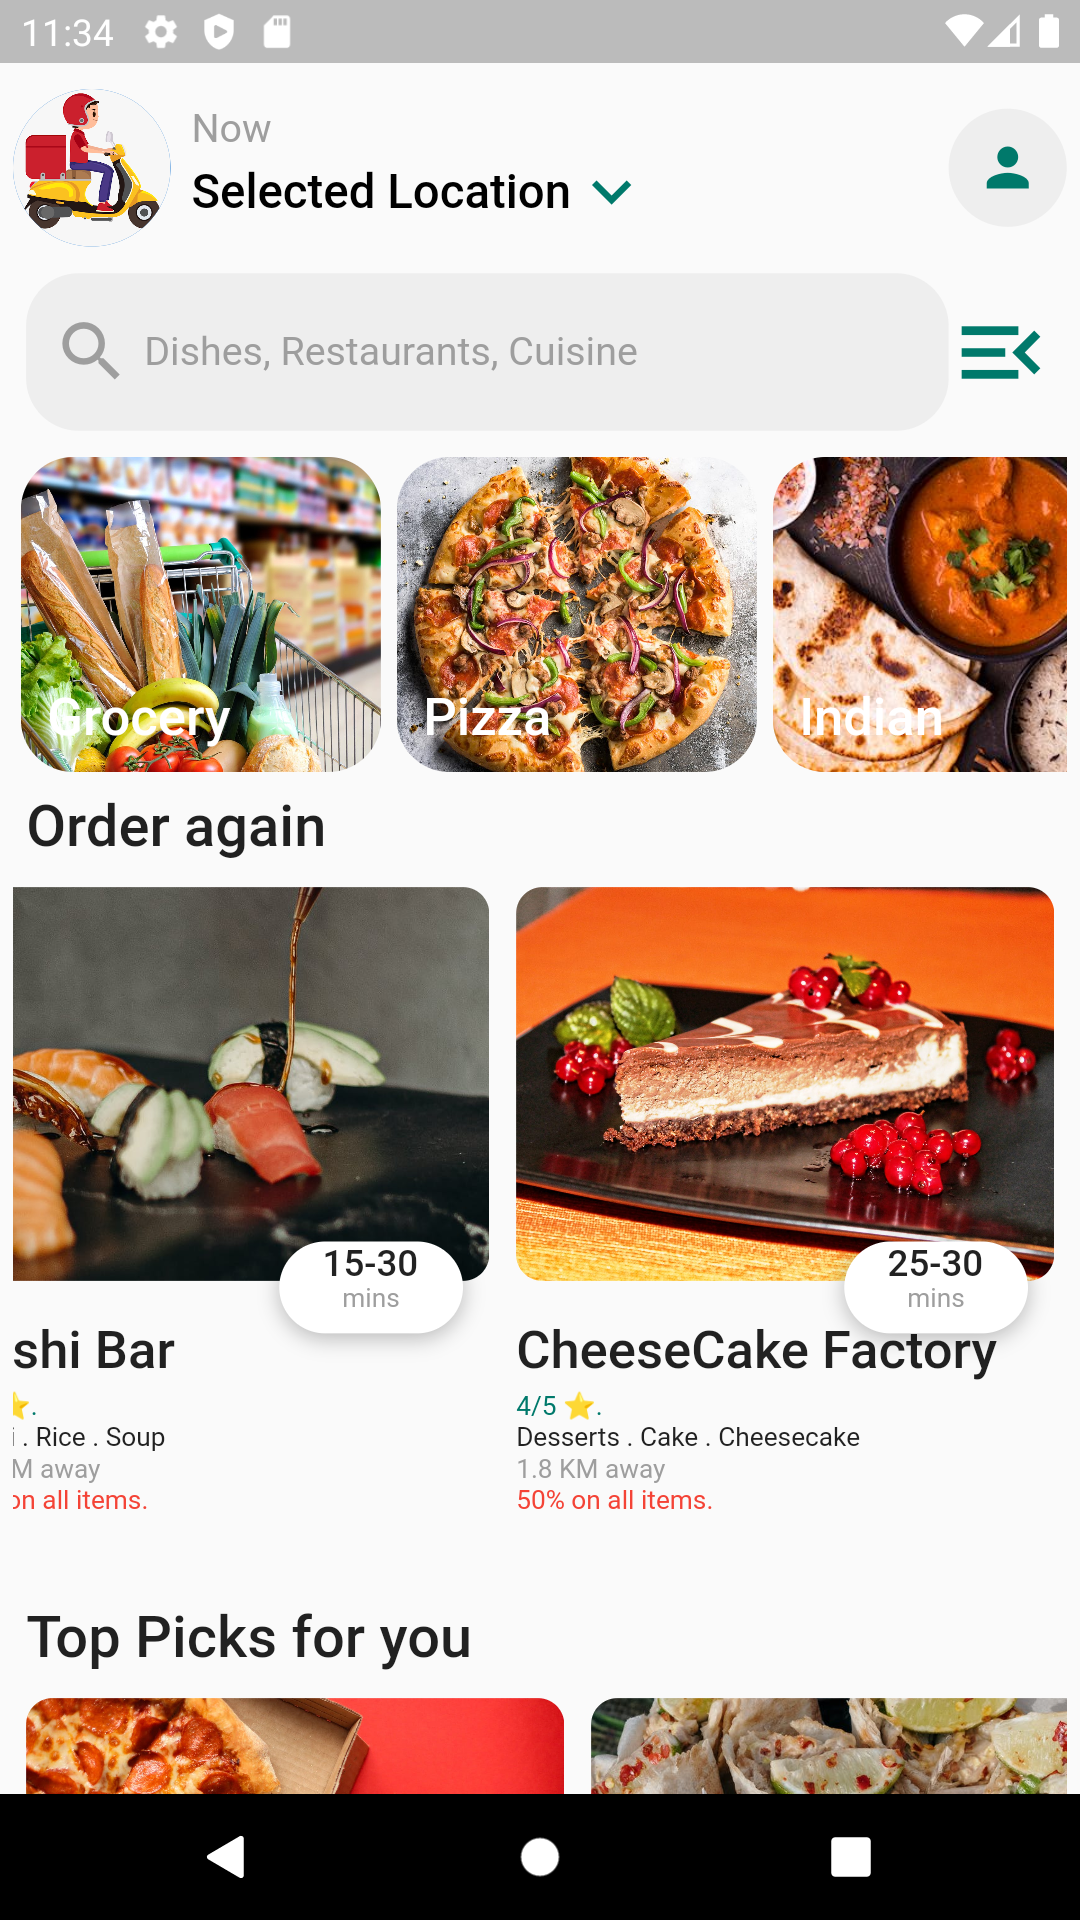 11:34
Now
Selected Location
Dishes, Restaurants, Cuisine
Grocery
Pizza
Indian
Order again
15-30
mins
shi Bar
.
. Rice . Soup
M away
on all items.
25-30
mins
CheeseCake Factory
4/5 ⭐.
Desserts . Cake . Cheesecake
1.8 KM away
50% on all items.
Top Picks for you